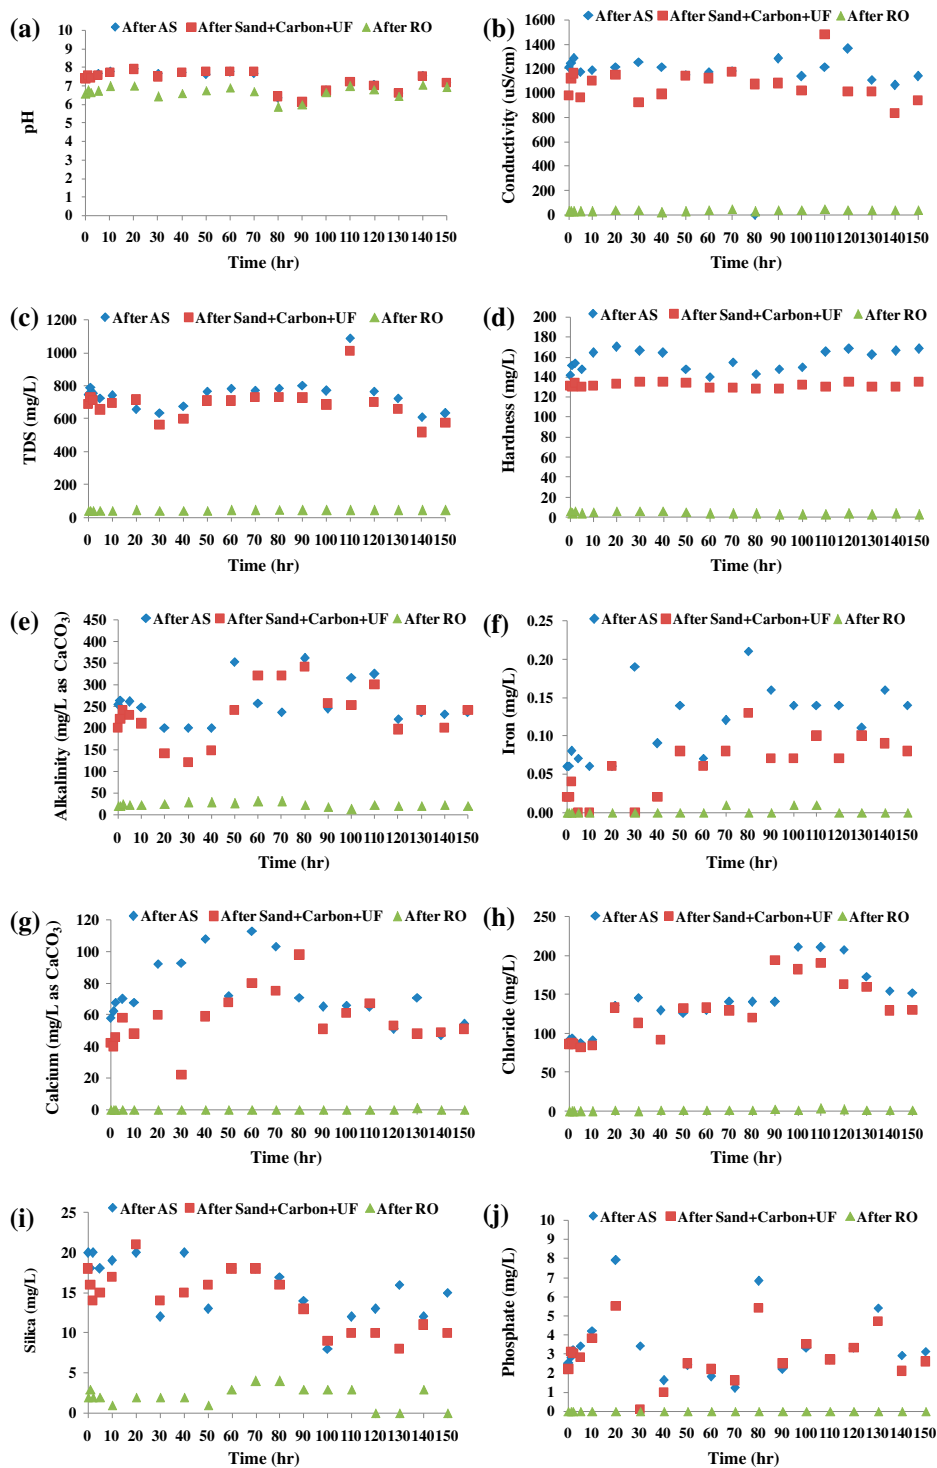 (a)
After AS After Sand+Carbon+UF After RO
10
9
8
7
6
5
4
3
2
1
0
pH
0 10 20 30 40 50 60 70 80 90 100 110 120 130 140 150
Time (hr)
(b)
After AS After Sand+Carbon+UF After RO
1600
1400
1200
1000
800
600
400
200
0
Conductivity (uS/cm)
0 10 20 30 40 50 60 70 80 90 100 110 120 130 140 150
Time (hr)
(c)
After AS After Sand+Carbon+UF After RO
1200
1000
800
600
400
200
0
TDS (mg/L)
0 10 20 30 40 50 60 70 80 90 100 110 120 130 140 150
Time (hr)
(d)
After AS After Sand+Carbon+UF After RO
200
180
160
140
120
100
80
60
40
20
0
Hardness (mg/L)
0 10 20 30 40 50 60 70 80 90 100 110 120 130 140 150
Time (hr)
(e)
After AS After Sand+Carbon+UF After RO
450
400
350
300
250
200
150
100
50
0
Alkalinity (mg/L as CaCO₃)
0 10 20 30 40 50 60 70 80 90 100 110 120 130 140 150
Time (hr)
(f)
After AS After Sand+Carbon+UF After RO
0.25
0.20
0.15
0.10
0.05
0.00
Iron (mg/L)
0 10 20 30 40 50 60 70 80 90 100 110 120 130 140 150
Time (hr)
(g)
After AS After Sand+Carbon+UF After RO
120
100
80
60
40
20
0
Calcium (mg/L as CaCO₃)
0 10 20 30 40 50 60 70 80 90 100 110 120 130 140 150
Time (hr)
(h)
After AS After Sand+Carbon+UF After RO
250
200
150
100
50
0
Chloride (mg/L)
0 10 20 30 40 50 60 70 80 90 100 110 120 130 140 150
Time (hr)
(i)
After AS After Sand+Carbon+UF After RO
25
20
15
10
5
0
Silica (mg/L)
0 10 20 30 40 50 60 70 80 90 100 110 120 130 140 150
Time (hr)
(j)
After AS After Sand+Carbon+UF After RO
10
9
8
7
6
5
4
3
2
1
0
Phosphate (mg/L)
0 10 20 30 40 50 60 70 80 90 100 110 120 130 140 150
Time (hr)